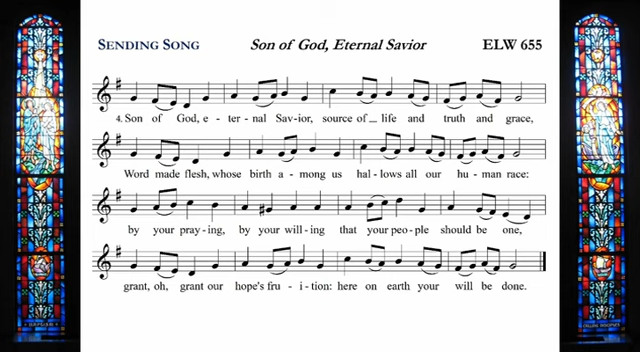 SENDING SONG Son of God, Eternal Savior ELW 655
4. Son of God, e - ter - nal Sav - ior, source of life and truth and grace,
Word made flesh, whose birth a - mong us hal - lows all our hu - man race:
by your pray - ing, by your will - ing that your peo - ple should be one,
grant, oh, grant our hope's fru - i - tion: here on earth your will be done.